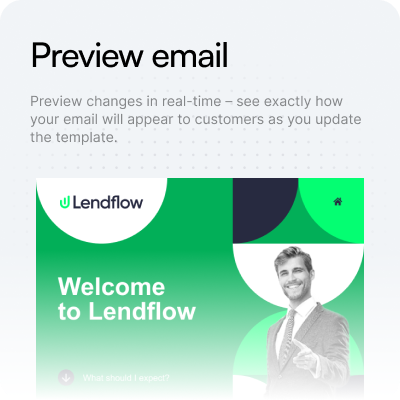 Preview email
Preview changes in real-time – see exactly how
your email will appear to customers as you update
the template.
Lendflow
Welcome
to Lendflow
What should I expect?